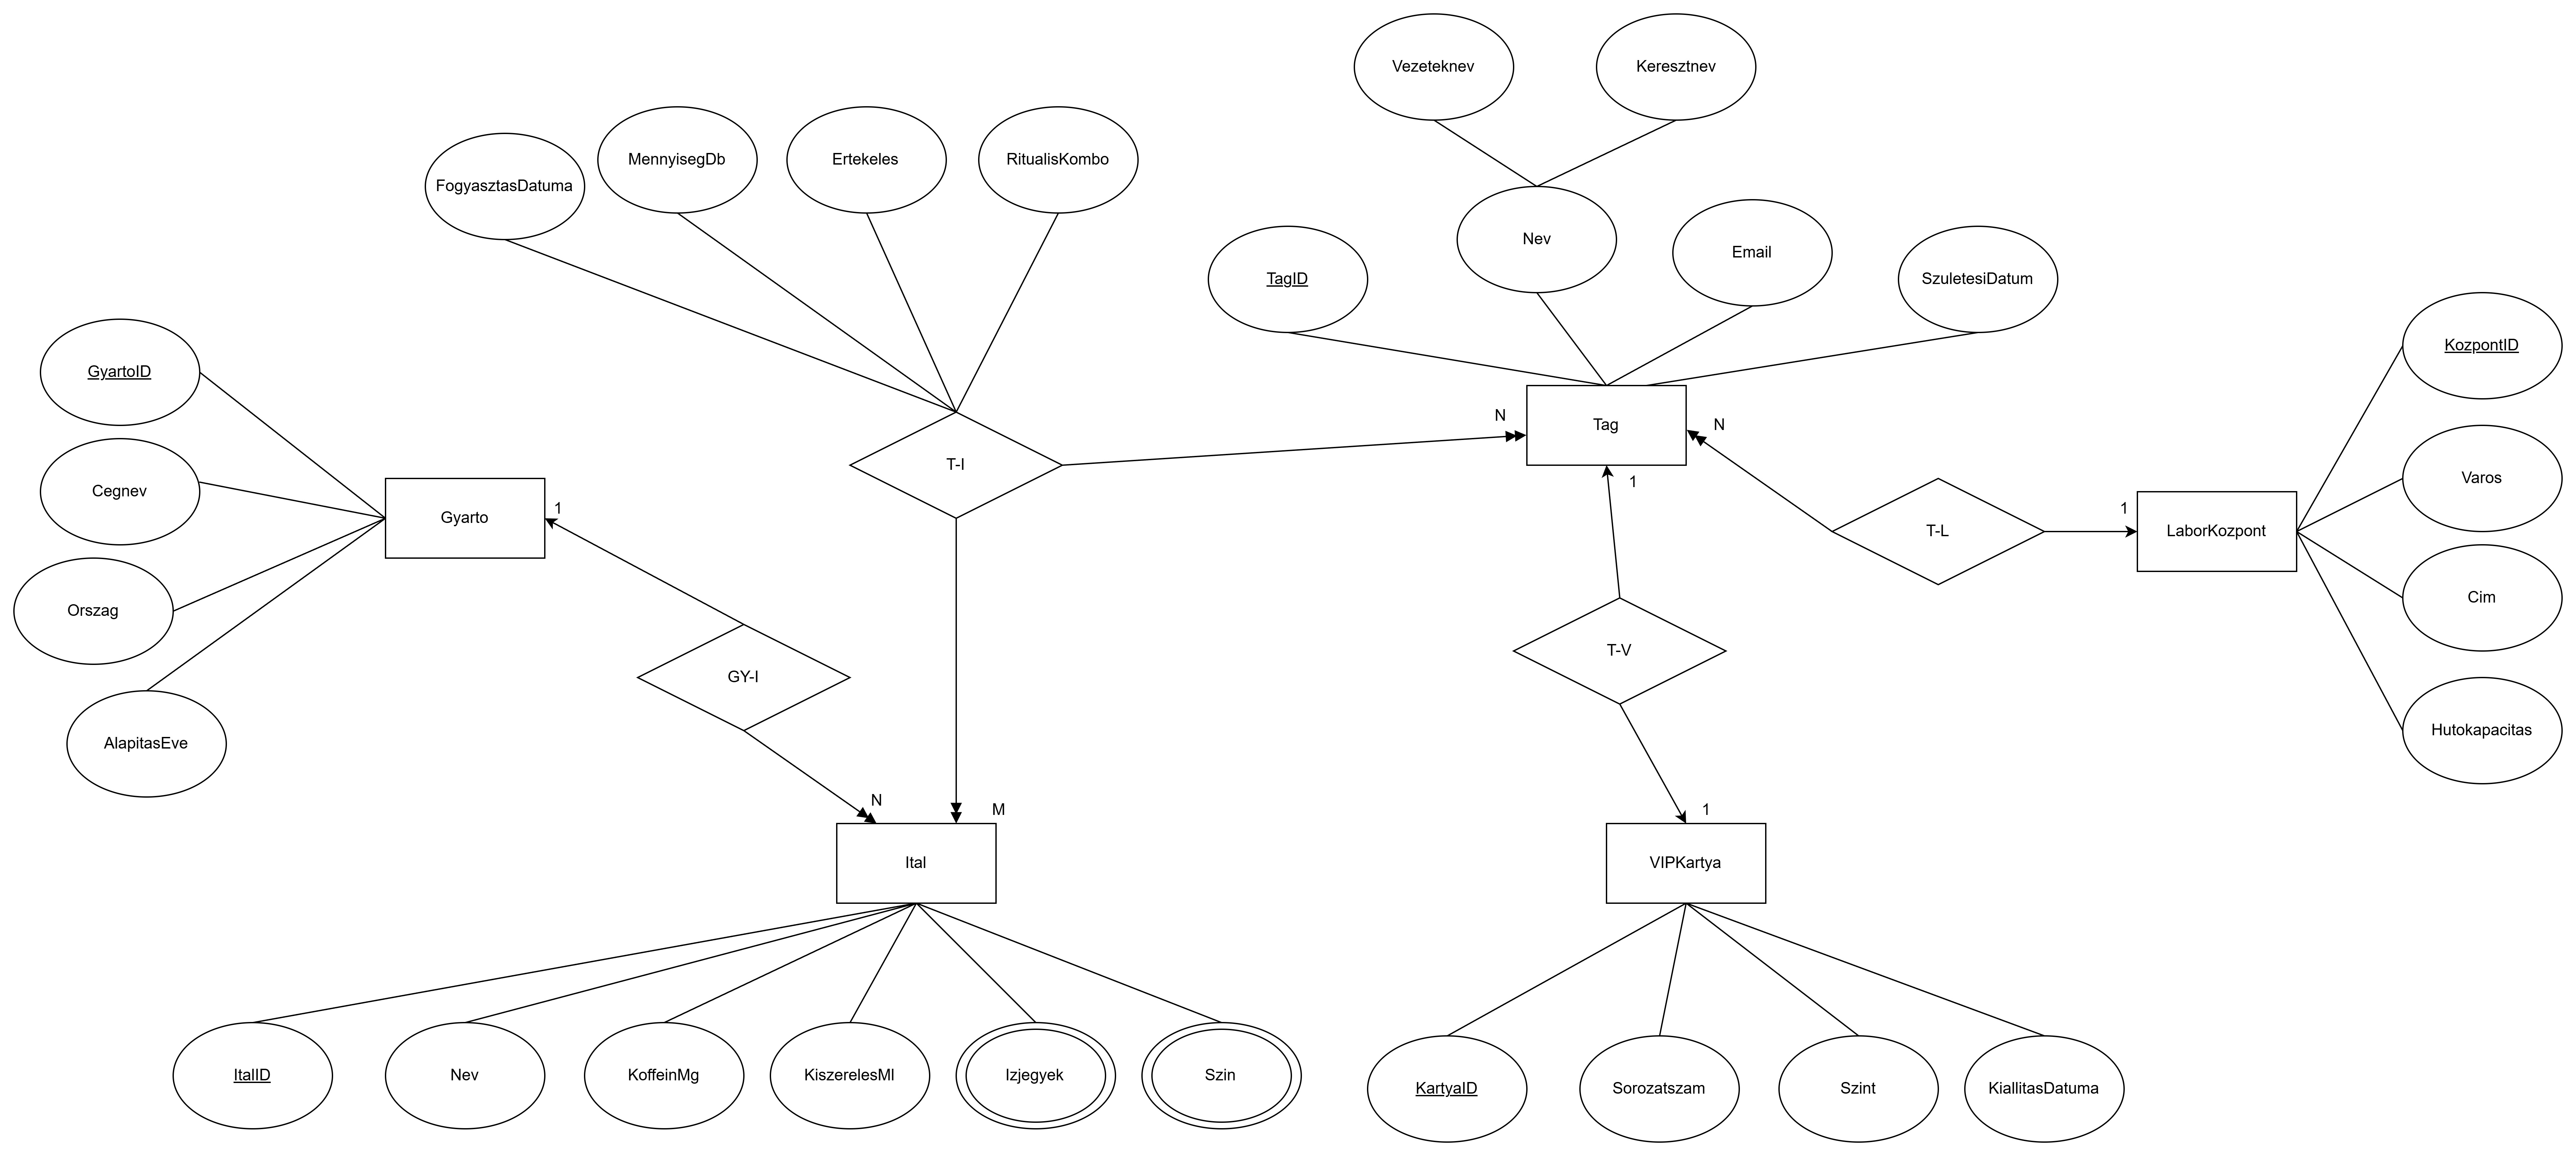 Vezeteknev
Keresztnev
FogyasztasDatuma
MennyisegDb
Ertekeles
RitualisKombo
Nev
Email
TagID
SzuletesiDatum
GyartoID
KozpontID
Cegnev
Orszag
AlapitasEve
Varos
Cim
Hutokapacitas
T-I
N
Tag
N
1
Gyarto
1
T-L
1
LaborKozpont
GY-I
T-V
N
M
1
Ital
VIPKartya
ItalID
Nev
KoffeinMg
KiszerelesMl
Izjegyek
Szin
KartyaID
Sorozatszam
Szint
KiallitasDatuma